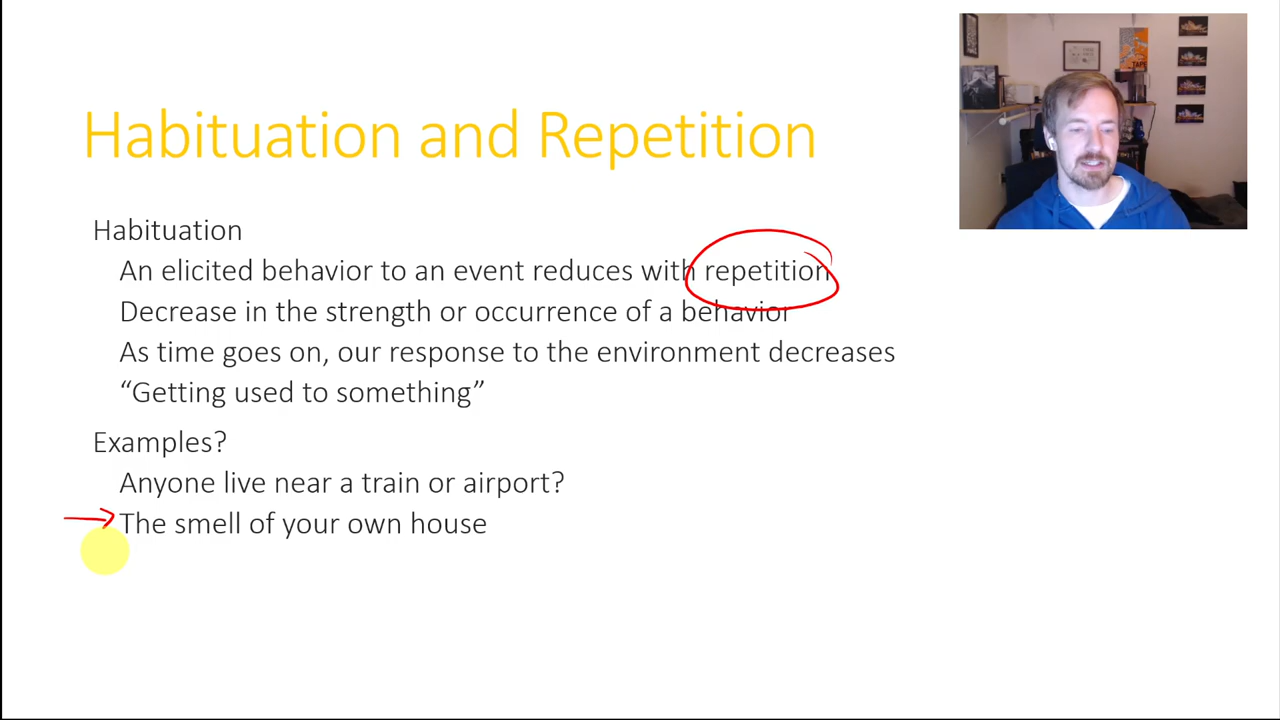 Habituation and Repetition
Habituation
An elicited behavior to an event reduces with repetition
Decrease in the strength or occurrence of a behavior
As time goes on, our response to the environment decreases
“Getting used to something”
Examples?
Anyone live near a train or airport?
The smell of your own house